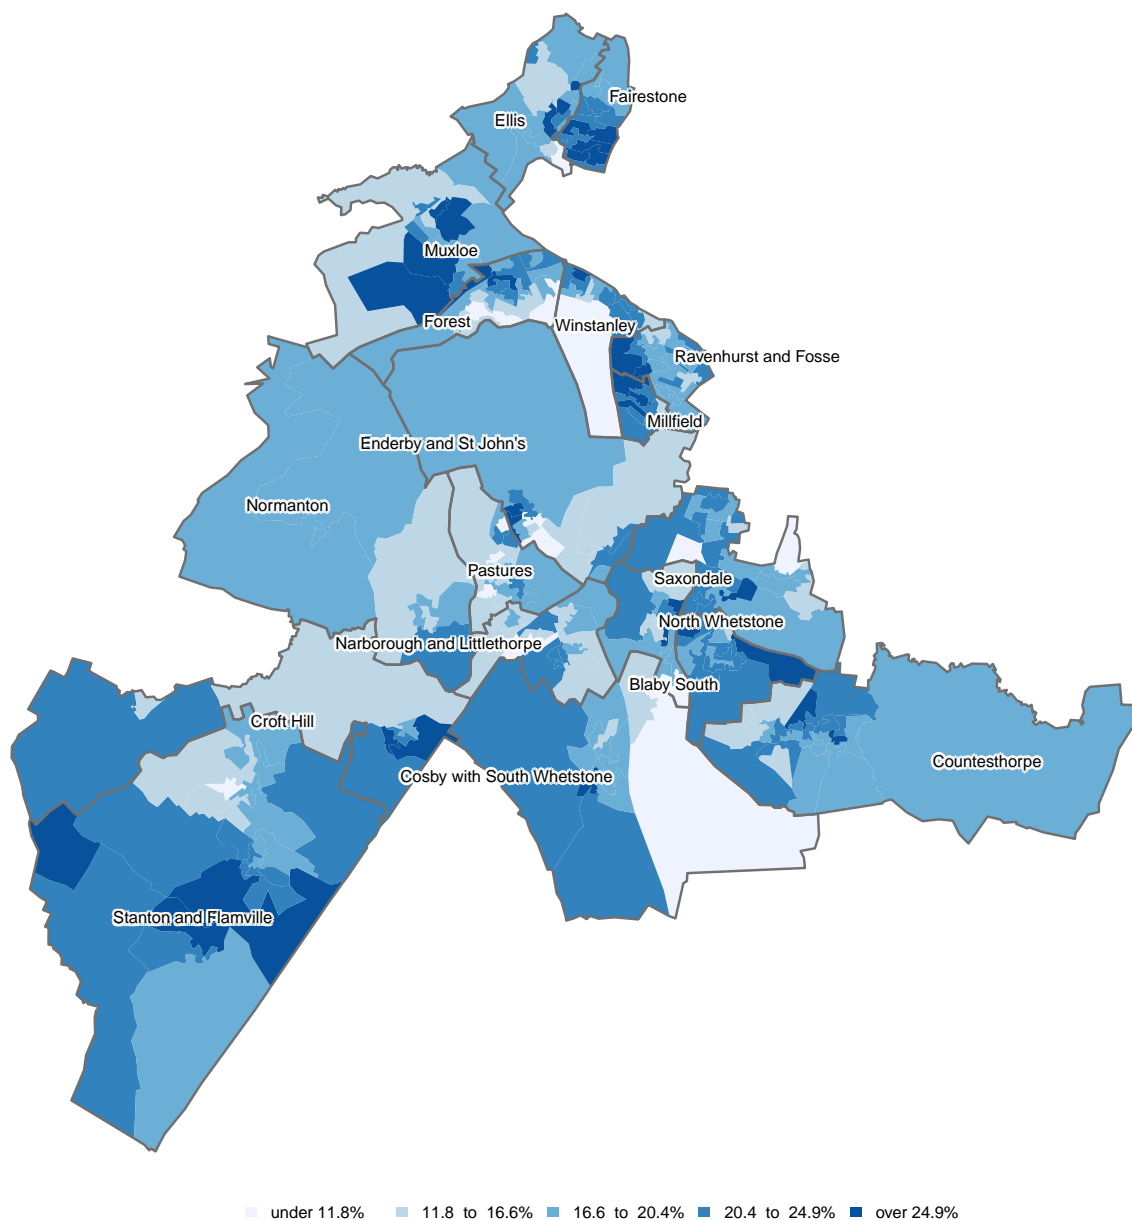 Fairestone
Ellis
Muxloe
Forest
Winstanley
Ravenhurst and Fosse
Millfield
Enderby and St John's
Normanton
Pastures
Saxondale
North Whetstone
Narborough and Littlethorpe
Blaby South
Croft Hill
Countesthorpe
Cosby with South Whetstone
Stanton and Flamville
under 11.8% 11.8 to 16.6% 16.6 to 20.4% 20.4 to 24.9% over 24.9%